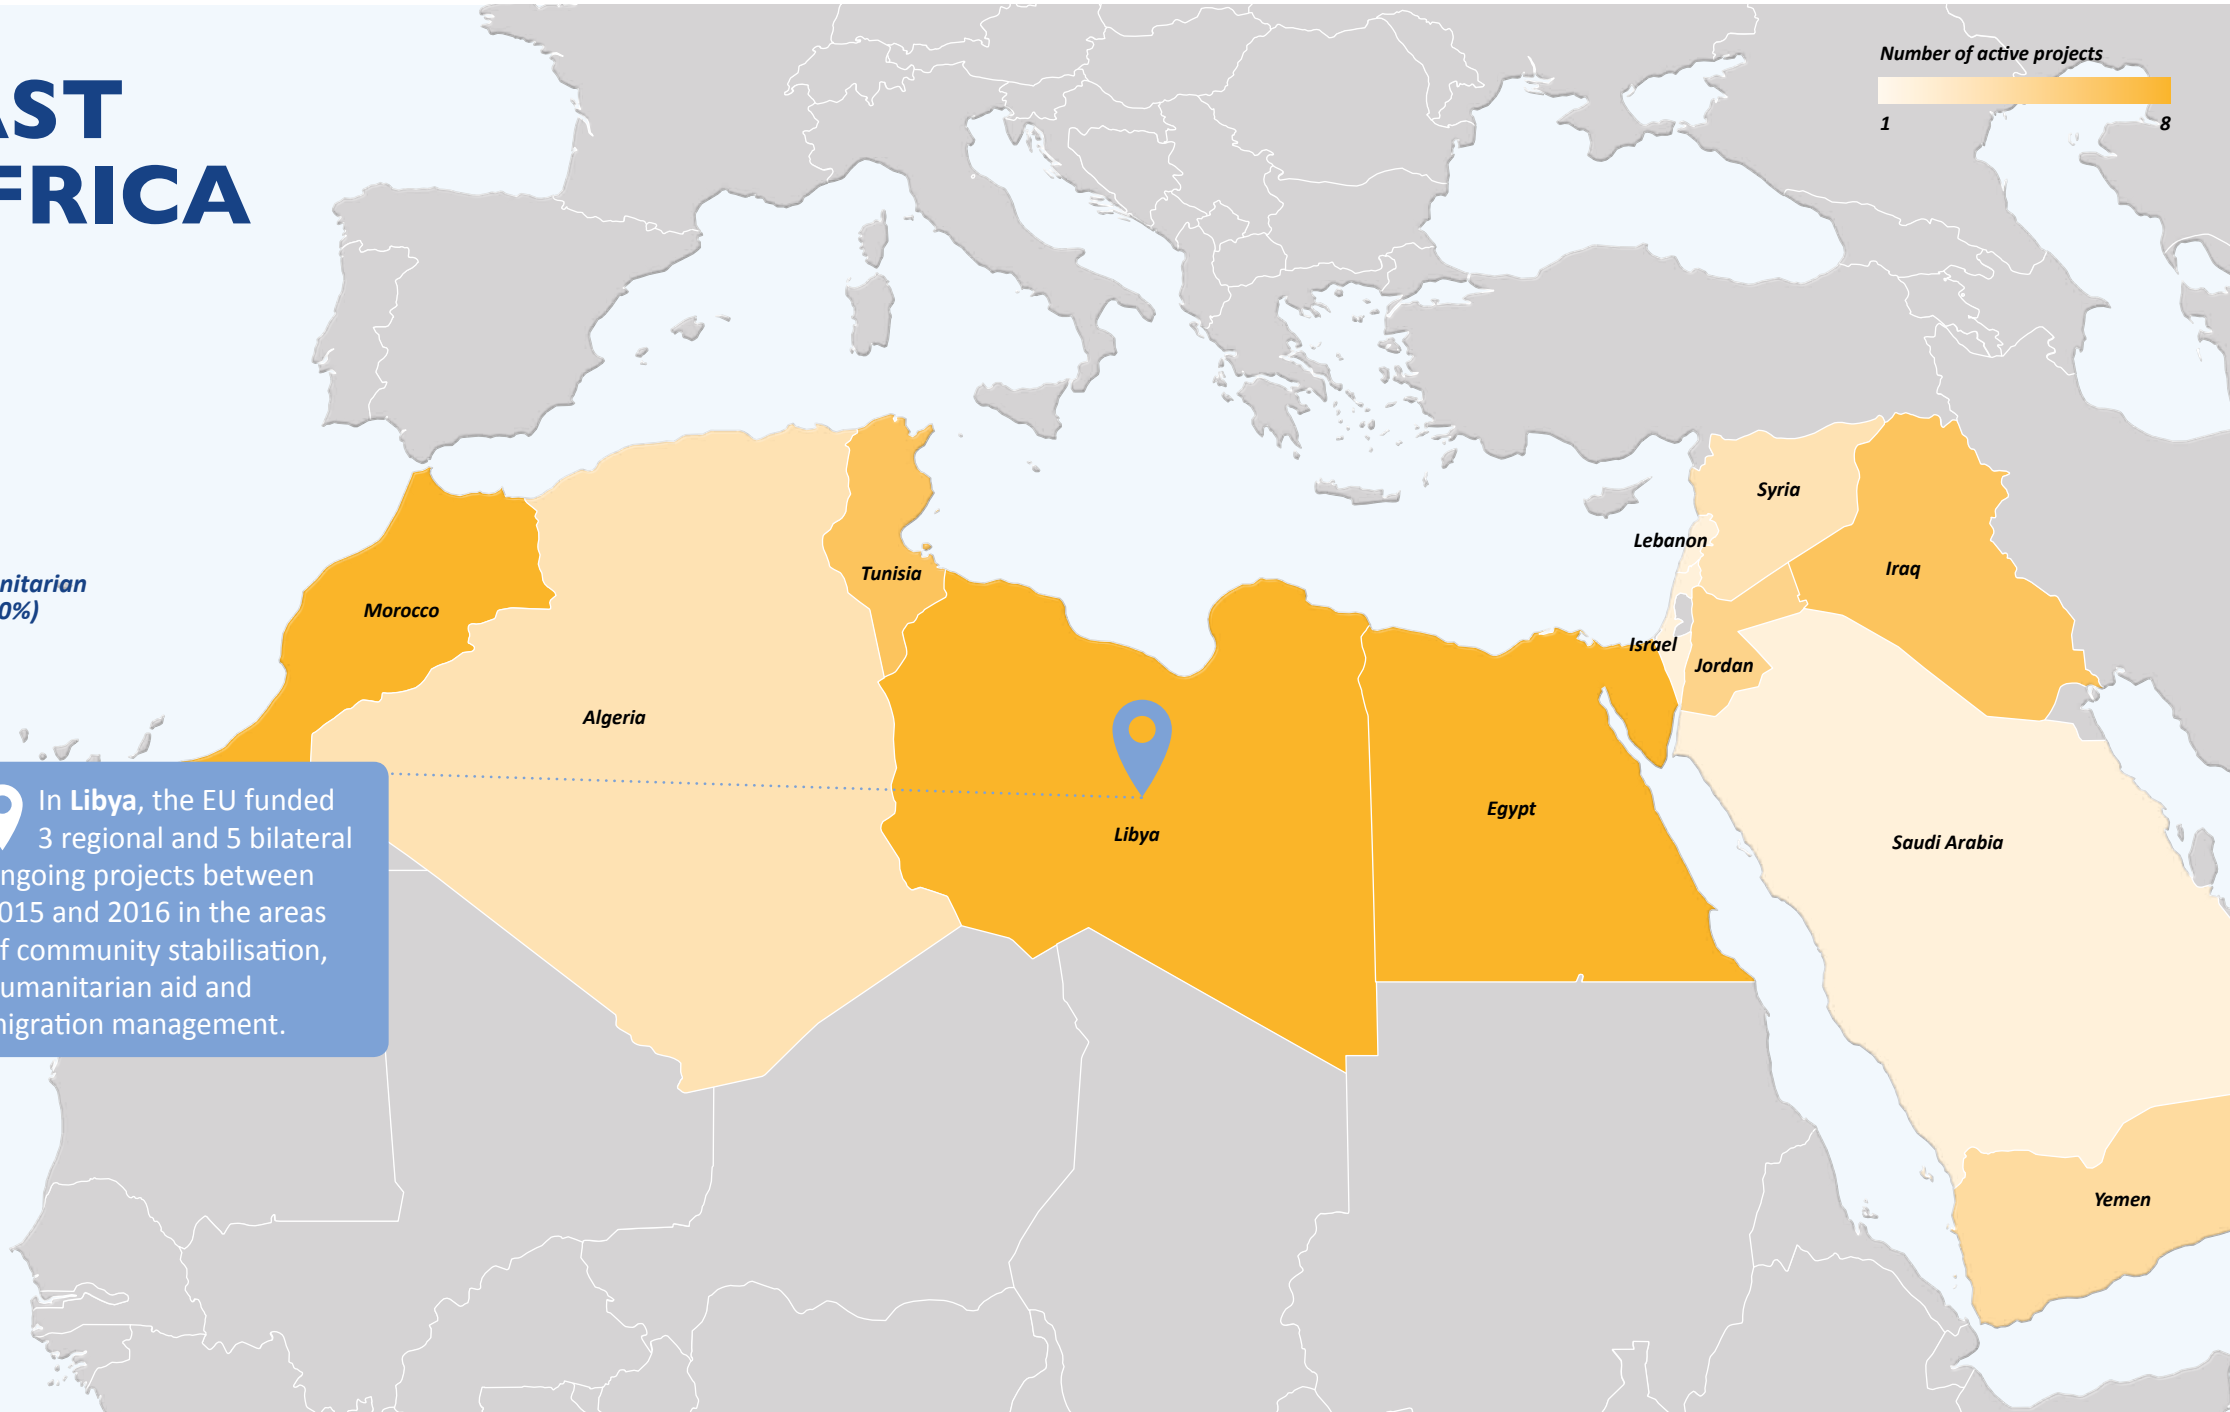 AST
FRICA
Number of active projects
1 8
nitarian
0%)
Syria
Lebanon
Iraq
Tunisia
Morocco
Israel
Jordan
Algeria
Egypt
Libya
Saudi Arabia
Yemen
In Libya, the EU funded
3 regional and 5 bilateral
ngoing projects between
015 and 2016 in the areas
f community stabilisation,
umanitarian aid and
nigration management.